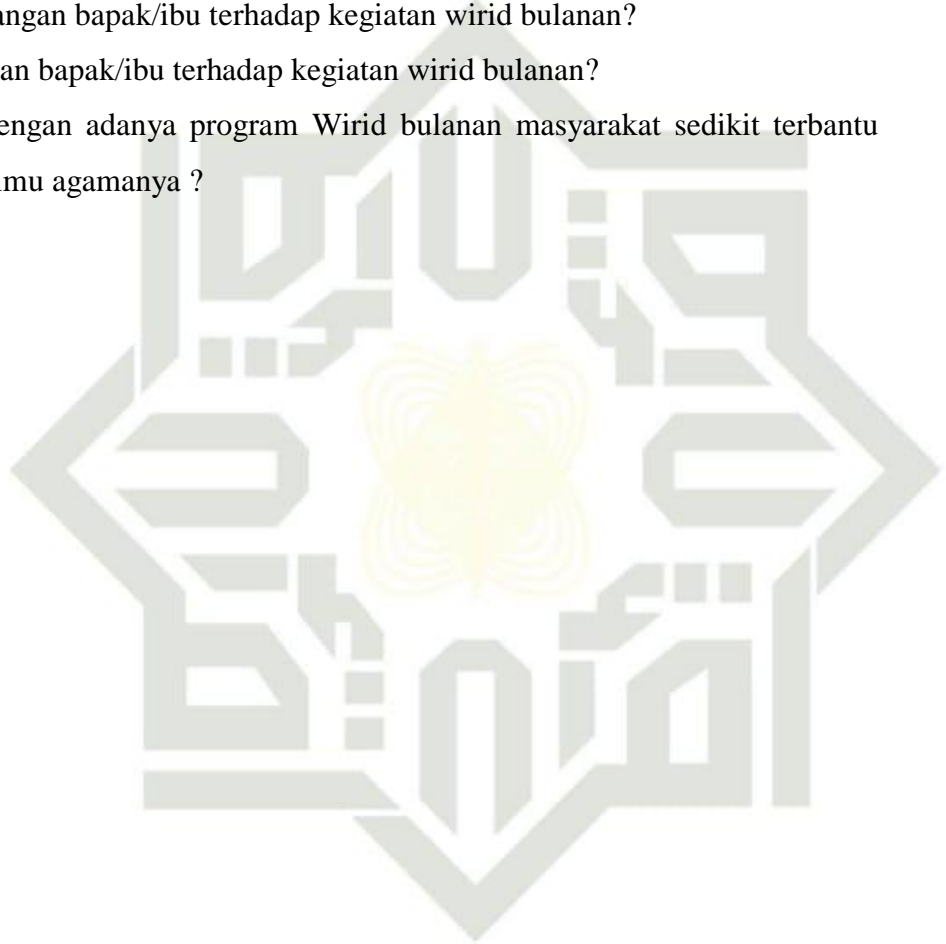 angan bapak/ibu terhadap kegiatan wirid bulanan?
an bapak/ibu terhadap kegiatan wirid bulanan?
engan adanya program Wirid bulanan masyarakat sedikit terbantu
lmu agamanya ?